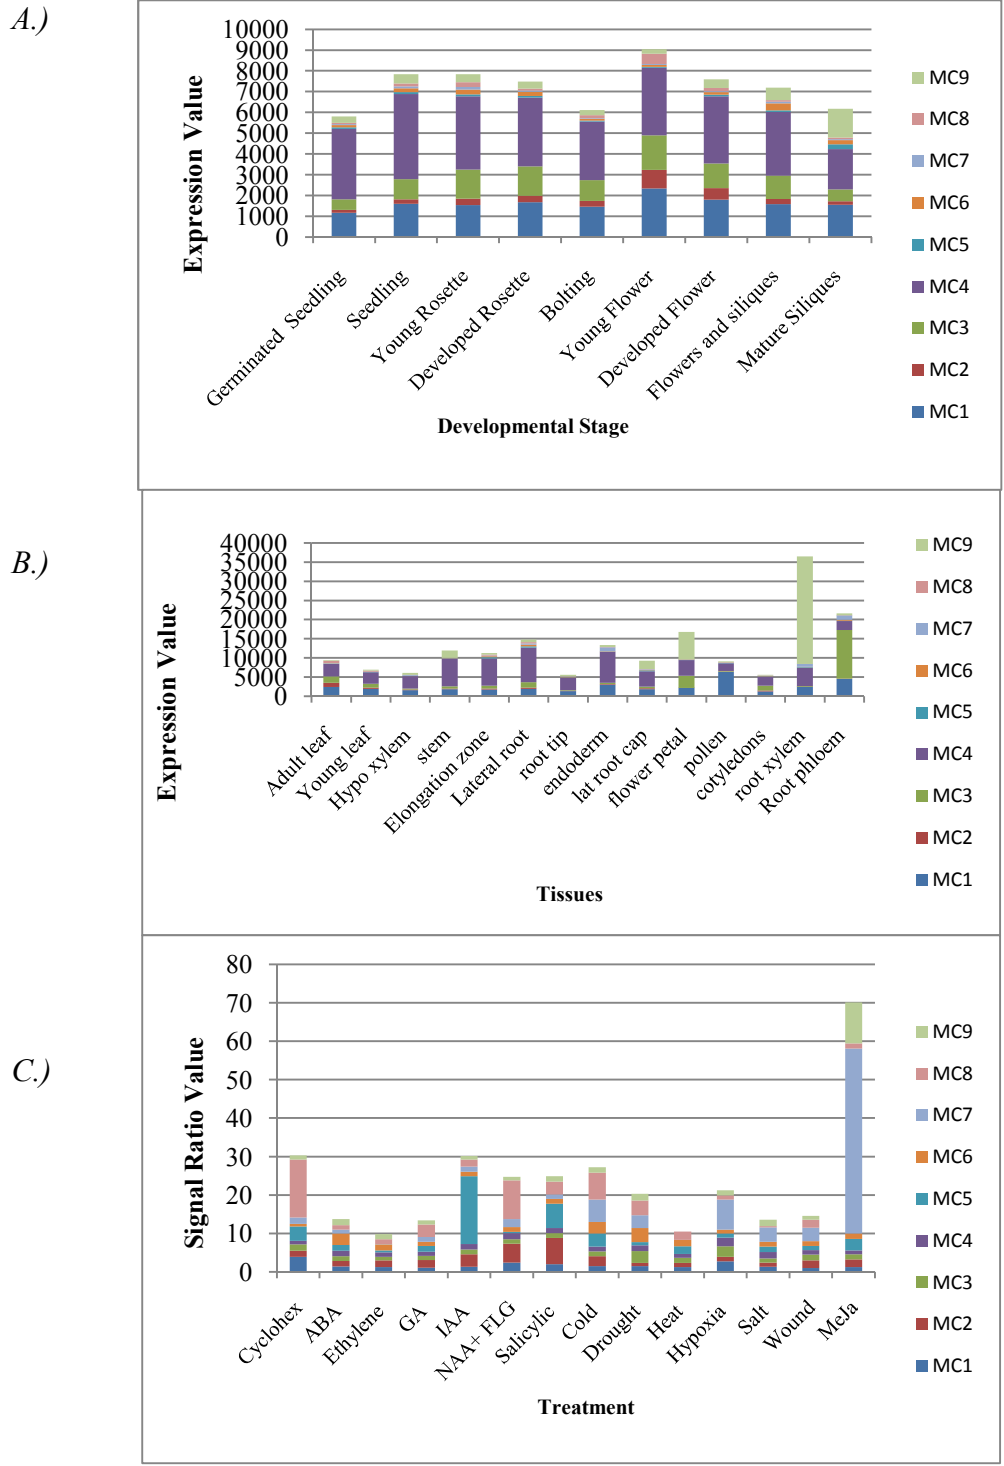 A.)
10000
9000
8000
7000
6000
5000
4000
3000
2000
1000
0
Expression Value
Germinated Seedling
Seedling
Young Rosette
Developed Rosette
Bolting
Young Flower
Developed Flower
Flowers and siliques
Mature Siliques
Developmental Stage
MC9
MC8
MC7
MC6
MC5
MC4
MC3
MC2
MC1
B.)
40000
35000
30000
25000
20000
15000
10000
5000
0
Expression Value
Adult leaf
Young leaf
Hypo xylem
stem
Elongation zone
Lateral root
root tip
endoderm
lat root cap
flower petal
pollen
cotyledons
root xylem
Root phloem
Tissues
MC9
MC8
MC7
MC6
MC5
MC4
MC3
MC2
MC1
C.)
80
70
60
50
40
30
20
10
0
Signal Ratio Value
Cyclohex
ABA
Ethylene
GA
IAA
NAA+ FLG
Salicylic
Cold
Drought
Heat
Hypoxia
Salt
Wound
MeJa
Treatment
MC9
MC8
MC7
MC6
MC5
MC4
MC3
MC2
MC1